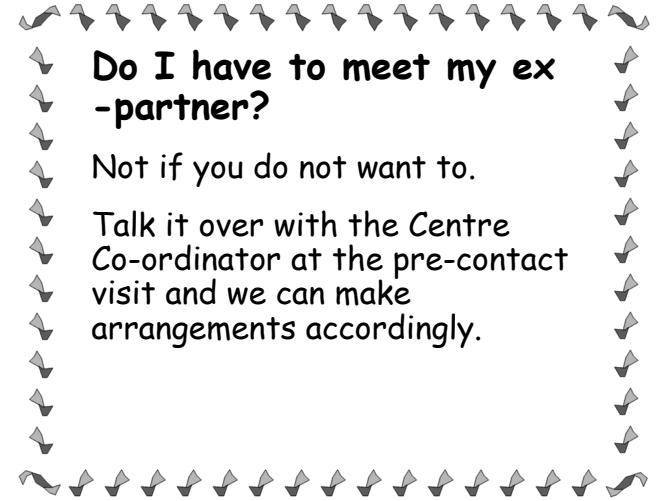 Do I have to meet my ex
-partner?
Not if you do not want to.
Talk it over with the Centre
Co-ordinator at the pre-contact
visit and we can make
arrangements accordingly.